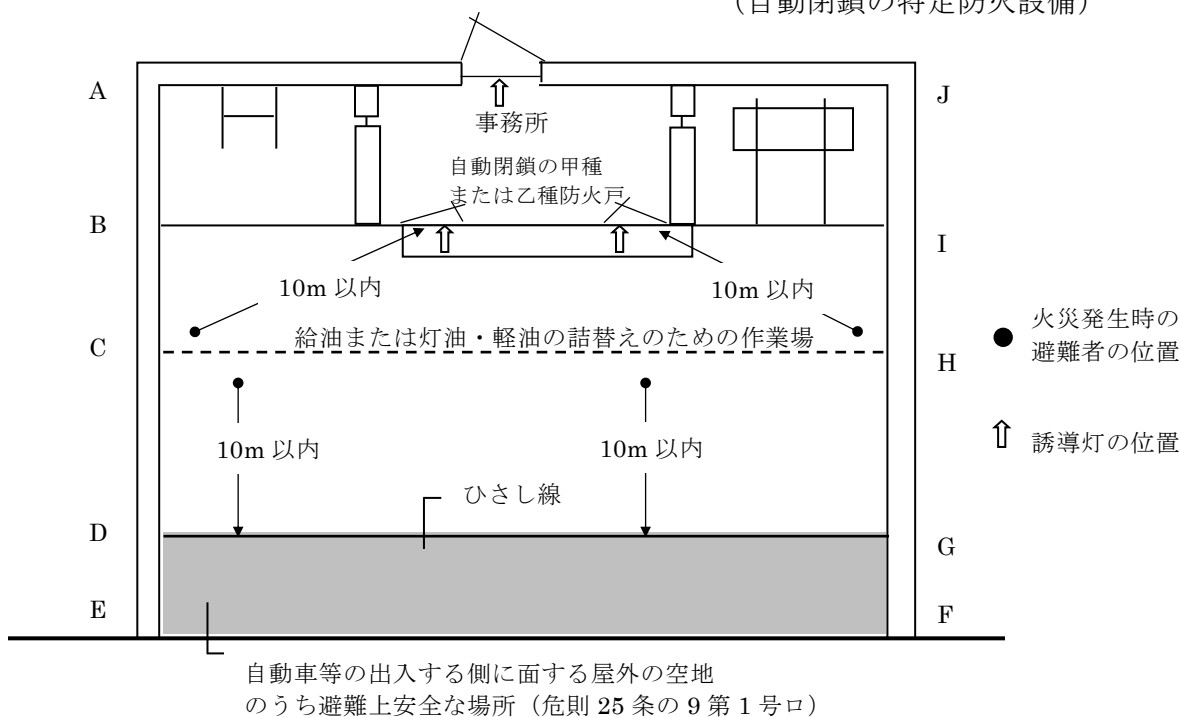 (自動閉鎖の特定防火設備)
A
J
事務所
自動閉鎖の甲種
または乙種防火戸
B
I
10m 以内
10m 以内
給油または灯油・軽油の詰替えのための作業場
C
H
火災発生時の
避難者の位置
誘導灯の位置
10m 以内
10m 以内
ひさし線
D
G
E
F
自動車等の出入する側に面する屋外の空地
のうち避難上安全な場所(危則 25 条の 9 第 1 号ロ)